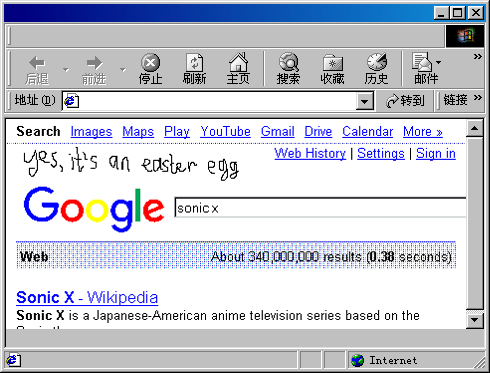 后退 前进 停止 刷新 主页 搜索 收藏 历史 邮件 »
地址(D) 转到 链接 »
Search Images Maps Play YouTube Gmail Drive Calendar More »
yes, it's an easter egg
Web History | Settings | Sign in
Google sonic x
Web About 340,000,000 results (0.38 seconds)
Sonic X - Wikipedia
Sonic X is a Japanese-American anime television series based on the
Internet